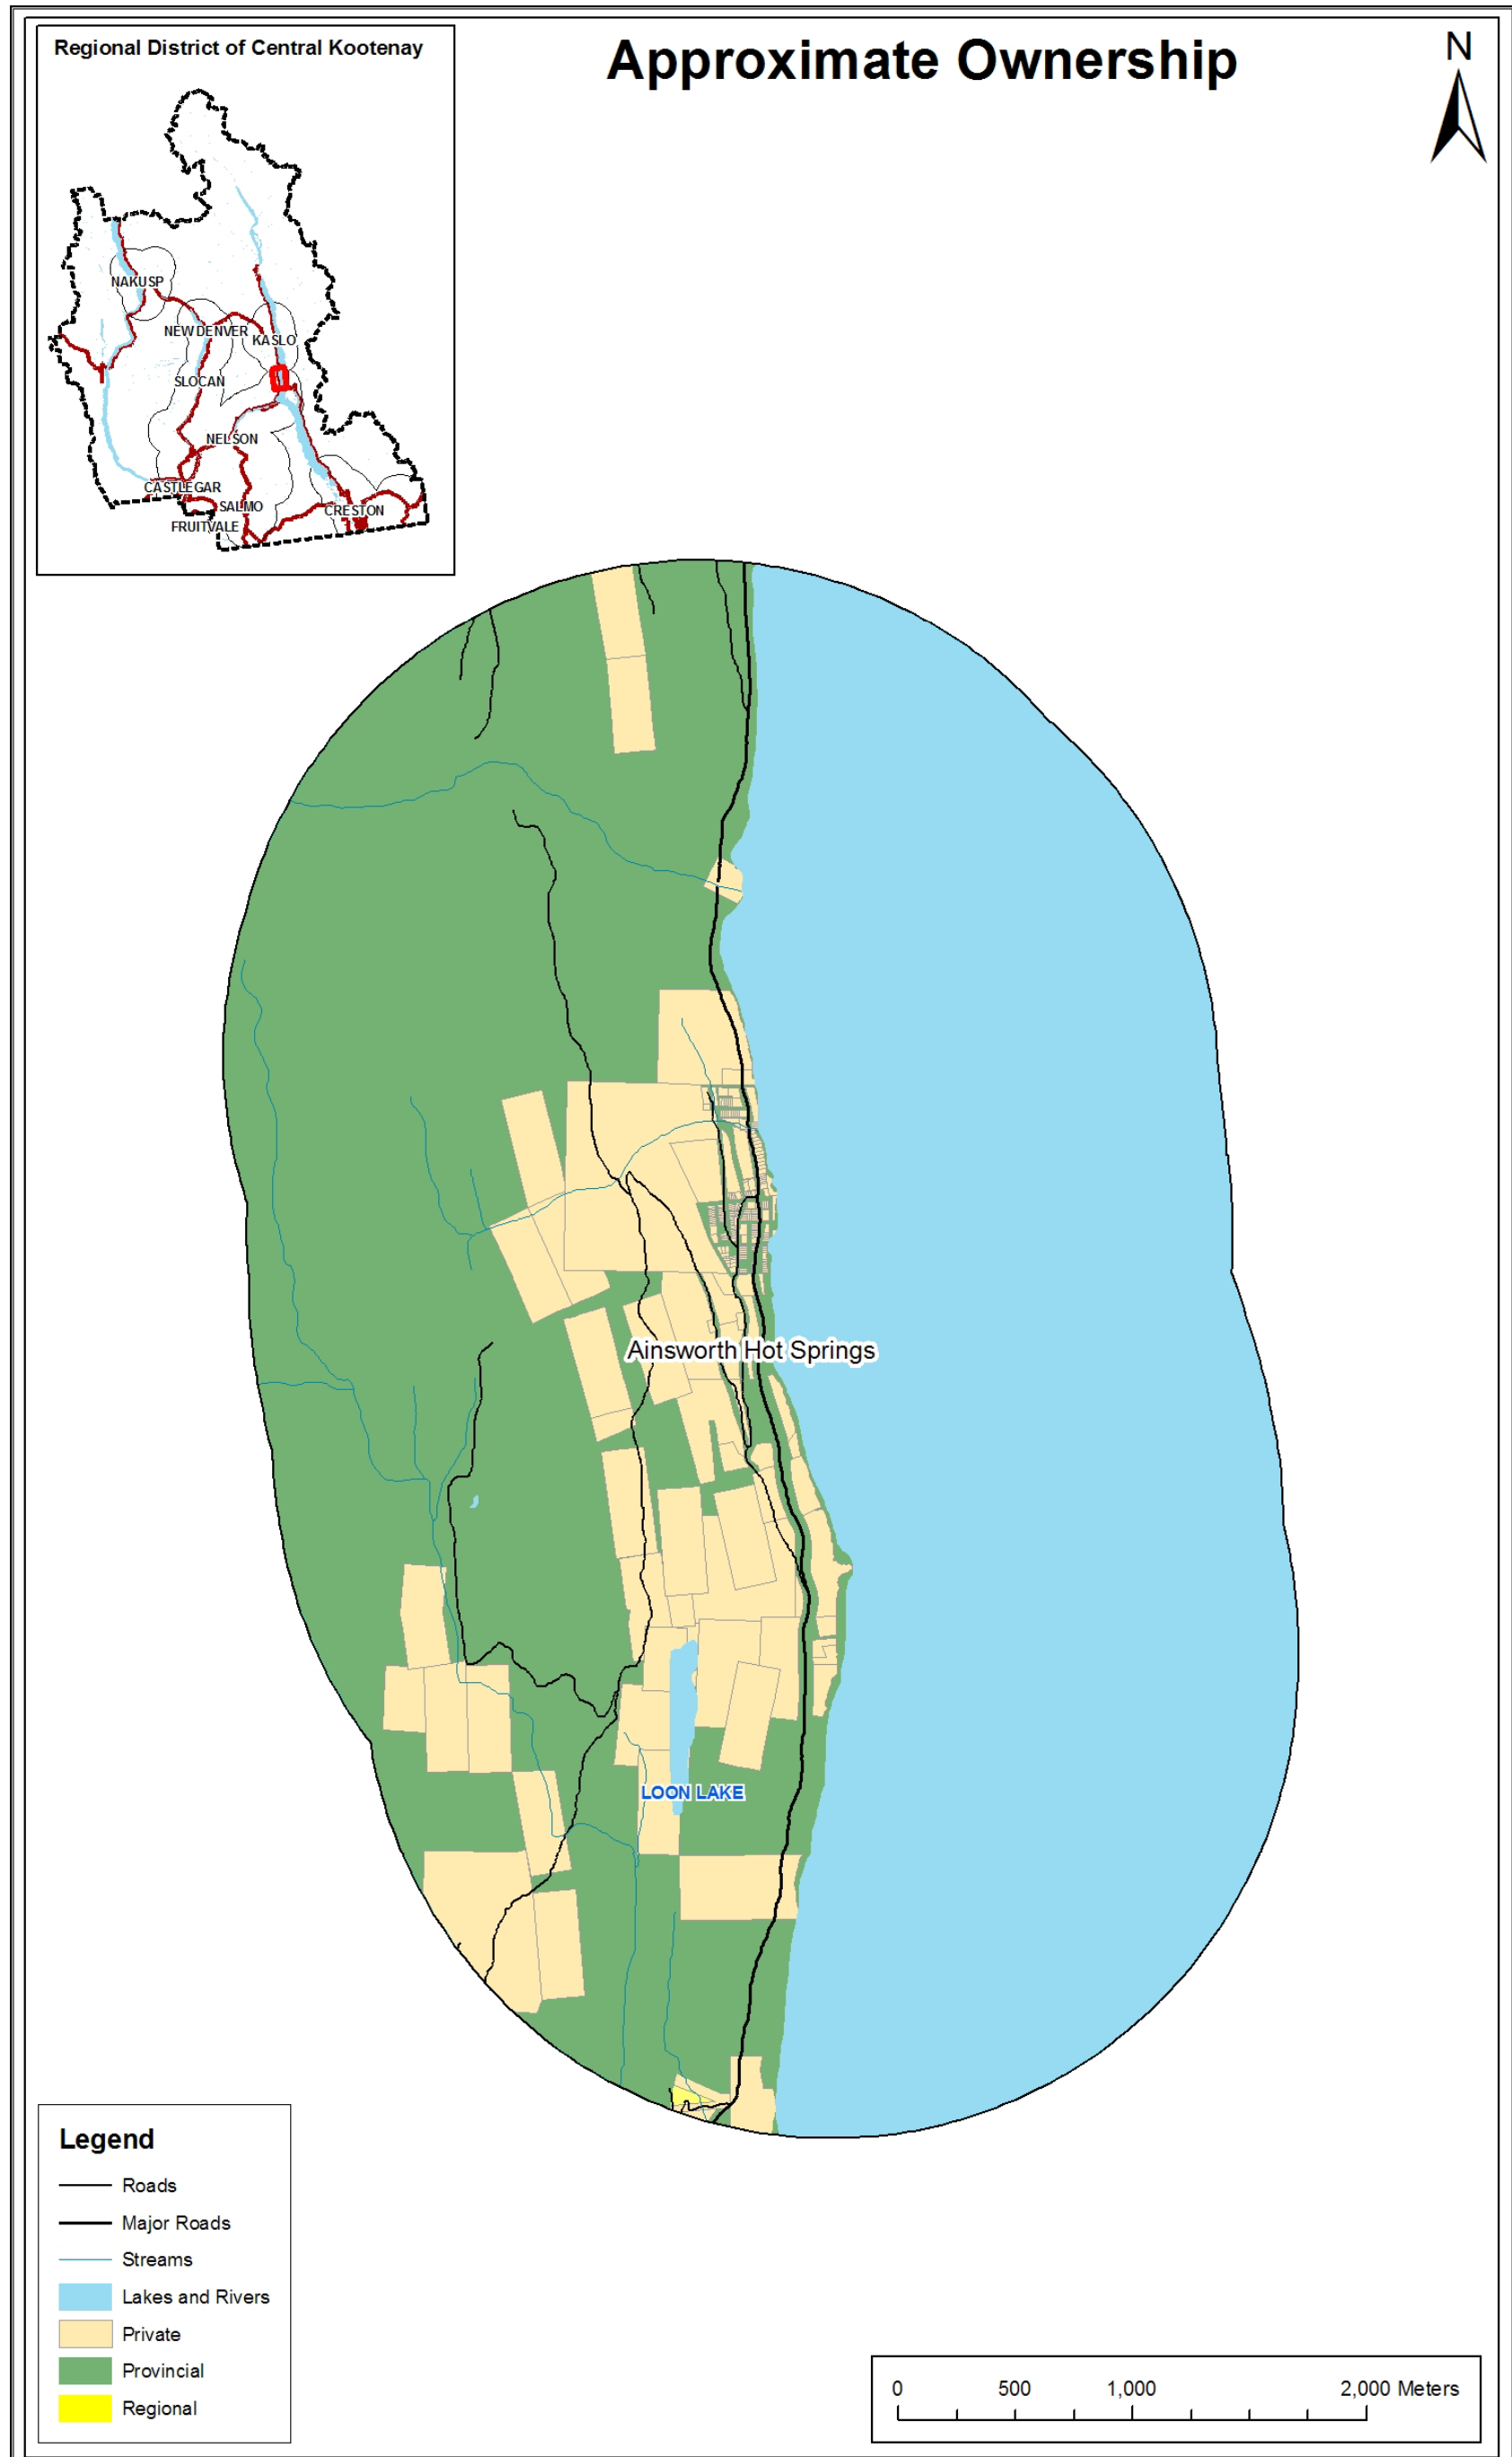 Regional District of Central Kootenay
Approximate Ownership
N
NAKUSP
NEW DENVER
KASLO
SLOCAN
NELSON
CASTLEGAR
SALMO
CRESTON
FRUITVALE
Ainsworth Hot Springs
LOON LAKE
Legend
Roads
Major Roads
Streams
Lakes and Rivers
Private
Provincial
Regional
0 500 1,000 2,000 Meters